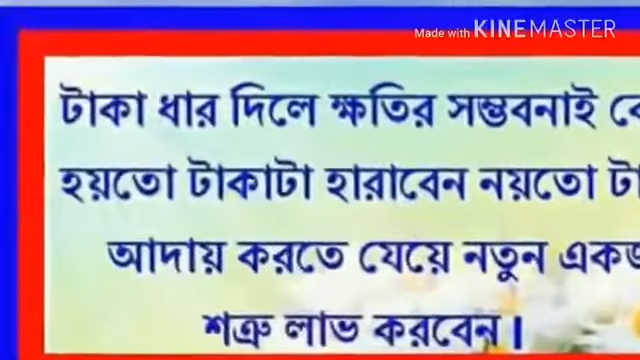 Made with KINEMASTER
টাকা ধার দিলে ক্ষতির সম্ভবনাই
হয়তো টাকাটা হারাবেন নয়তো
আদায় করতে যেয়ে নতুন
শত্রু লাভ করবেন।